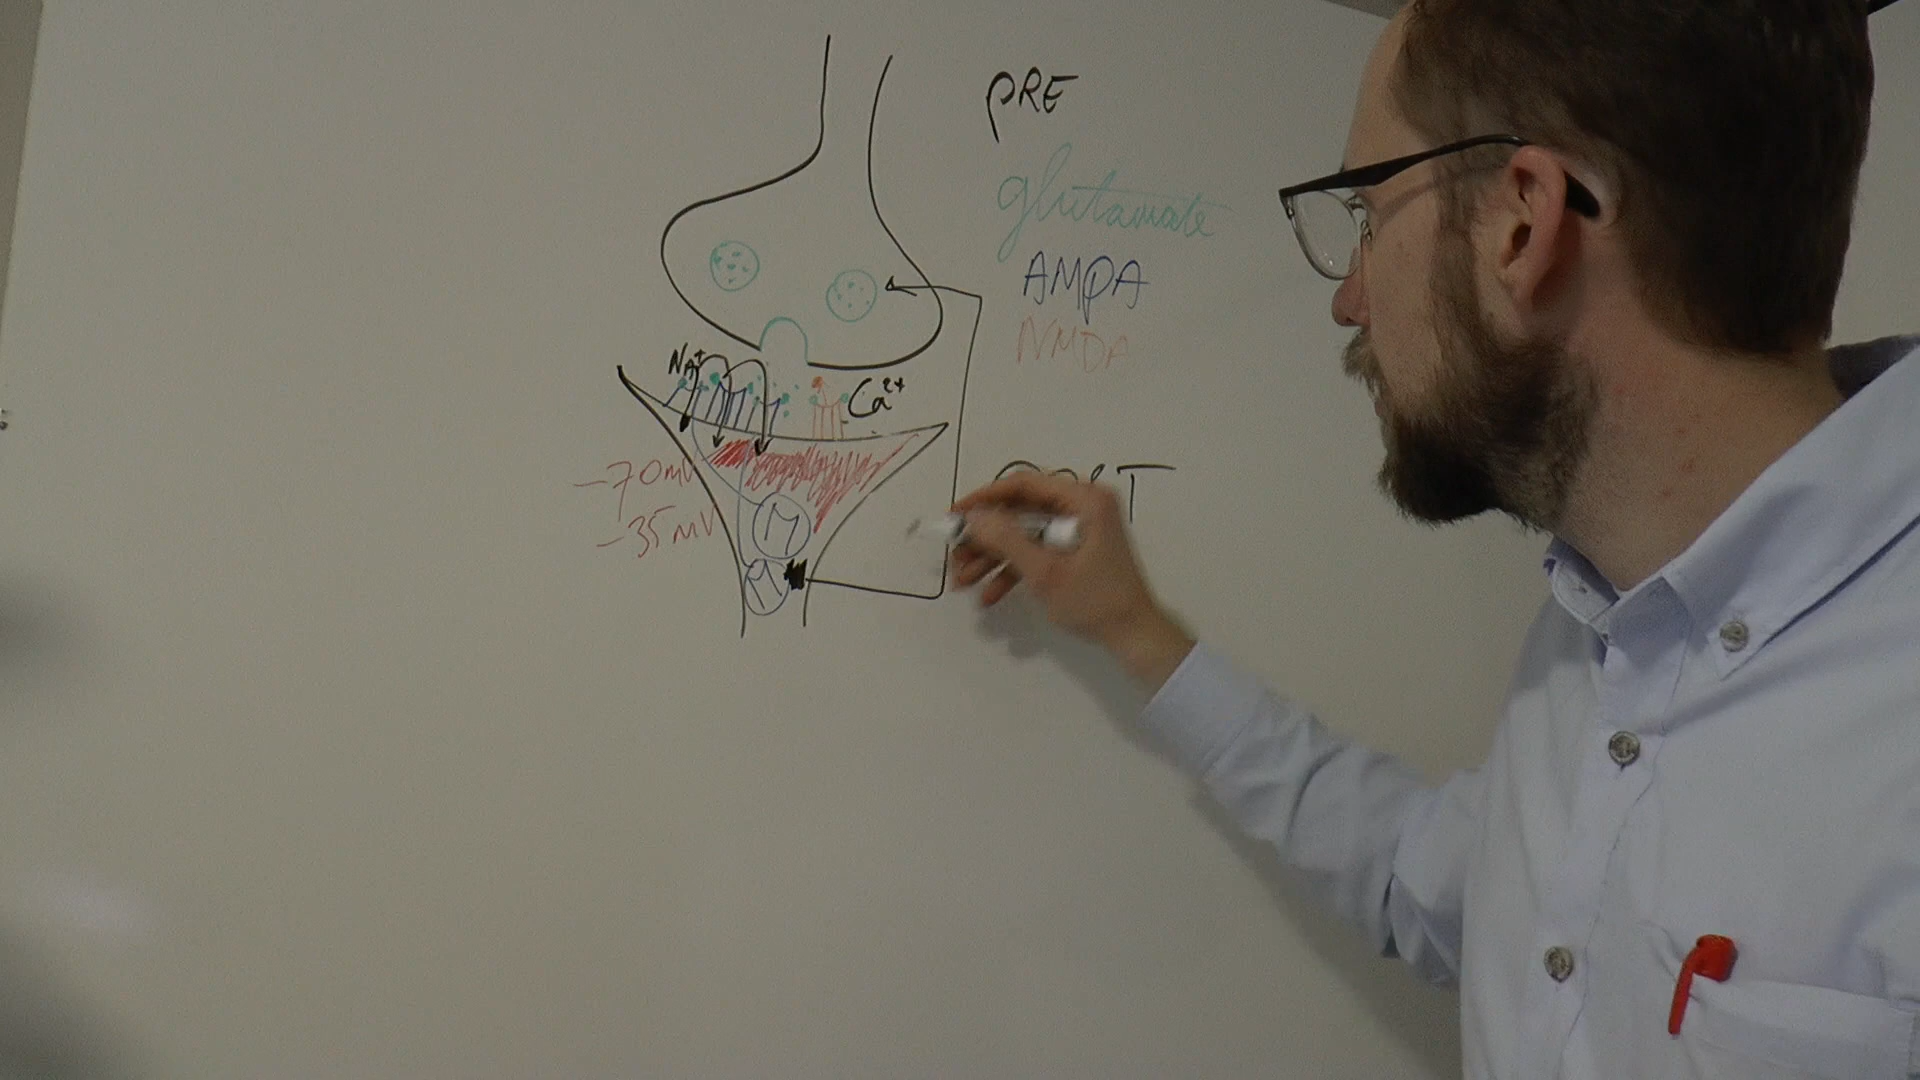 PRE
glutamate
AMPA
NMDA
Na+
Ca2+
-70mV
-35mV
M
M